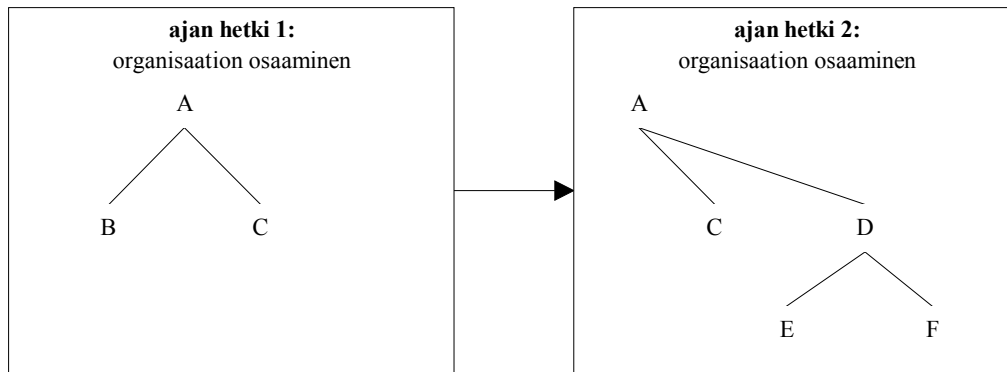 ajan hetki 1:
organisaation osaaminen
A
B C
ajan hetki 2:
organisaation osaaminen
A
C D
E F